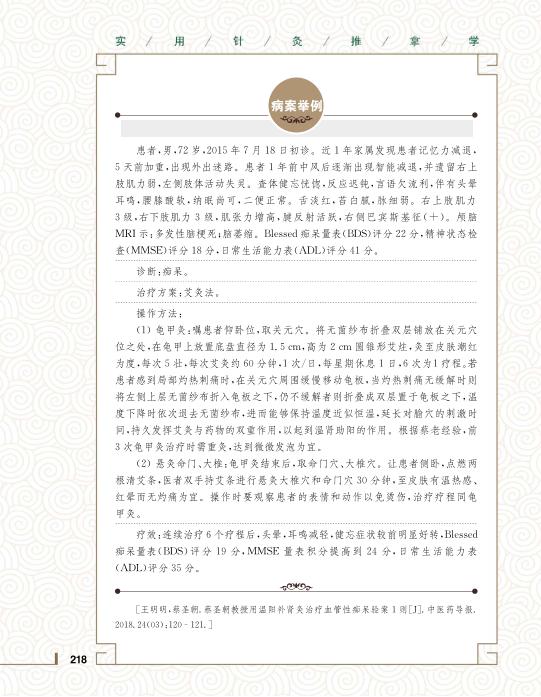 实 / 用 / 针 / 灸 / 推 / 拿 / 学
病案举例
患者,男,72岁,2015年7月18日初诊。近1年家属发现患者记忆力减退,
5天前加重,出现外出迷路。患者1年前中风后逐渐出现智能减退,并遗留右上
肢肌力弱,左侧肢体活动失灵。查体健忘恍惚,反应迟钝,言语欠流利,伴有头晕
耳鸣,腰膝酸软,纳眠尚可,二便正常。舌淡红,苔白腻,脉细弱。右上肢肌力
3级,右下肢肌力3级,肌张力增高,腱反射活跃,右侧巴宾斯基征(+)。颅脑
MRI示:多发性脑梗死;脑萎缩。Blessed痴呆量表(BDS)评分22分,精神状态检
查(MMSE)评分18分,日常生活能力表(ADL)评分41分。
诊断:痴呆。
治疗方案:艾灸法。
操作方法:
(1) 龟甲灸:嘱患者仰卧位,取关元穴。将无菌纱布折叠双层铺放在关元穴
位之处,在龟甲上放置底盘直径为1.5 cm,高为2 cm圆锥形艾炷,灸至皮肤潮红
为度,每次5壮,每次艾灸约60分钟,1次/日,每星期休息1日,6次为1疗程。若
患者感到局部灼热刺痛时,在关元穴周围缓慢移动龟板,当灼热刺痛无缓解时则
将左侧上层无菌纱布折入龟板之下,仍不缓解者则折叠成双层置于龟板之下,温
度下降时依次退去无菌纱布,进而能够保持温度近似恒温,延长对腧穴的刺激时
间,持久发挥艾灸与药物的双重作用,以起到温肾助阳的作用。根据蔡老经验,前
3次龟甲灸治疗时需重灸,达到微微发泡为宜。
(2) 悬灸命门、大椎:龟甲灸结束后,取命门穴、大椎穴。让患者侧卧,点燃两
根清艾条,医者双手持艾条进行悬灸大椎穴和命门穴30分钟,至皮肤有温热感、
红晕而无灼痛为宜。操作时要观察患者的表情和动作以免烫伤,治疗疗程同龟
甲灸。
疗效:连续治疗6个疗程后,头晕,耳鸣减轻,健忘症状较前明显好转,Blessed
痴呆量表(BDS)评分19分,MMSE量表积分提高到24分,日常生活能力表
(ADL)评分35分。
[王明明,蔡圣朝.蔡圣朝教授用温阳补肾灸治疗血管性痴呆验案1则[J].中医药导报,
2018,24(03):120-121.]
218